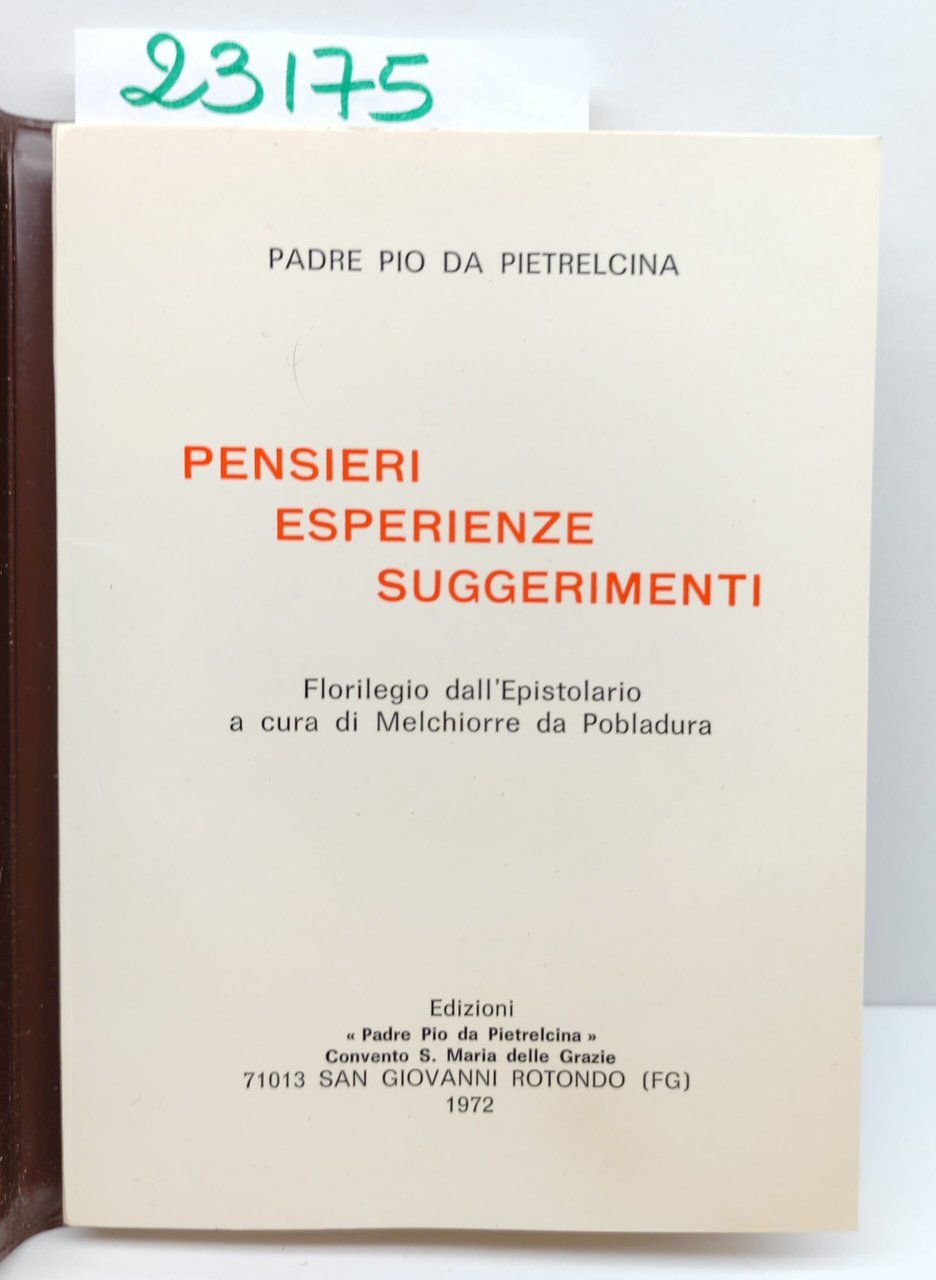 23175
PADRE PIO DA PIETRELCINA
PENSIERI
ESPERIENZE
SUGGERIMENTI
Florilegio dall'Epistolario
a cura di Melchiorre da Pobladura
Edizioni
« Padre Pio da Pietrelcina »
Convento S. Maria delle Grazie
71013 SAN GIOVANNI ROTONDO (FG)
1972